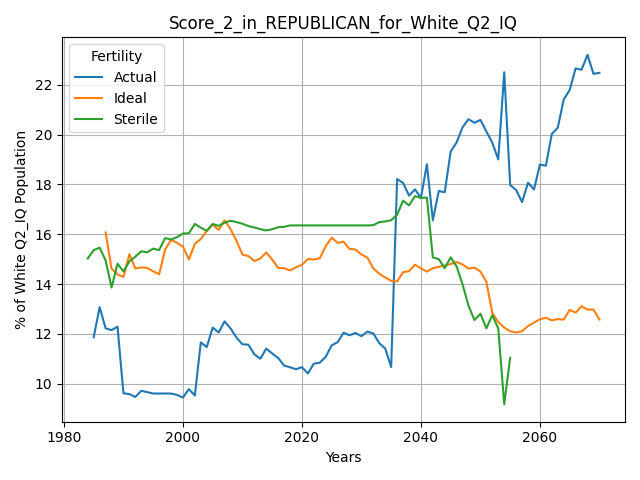 Score_2_in_REPUBLICAN_for_White_Q2_IQ
Fertility
Actual
Ideal
Sterile
% of White Q2_IQ Population
22
20
18
16
14
12
10
1980
2000
2020
2040
2060
Years